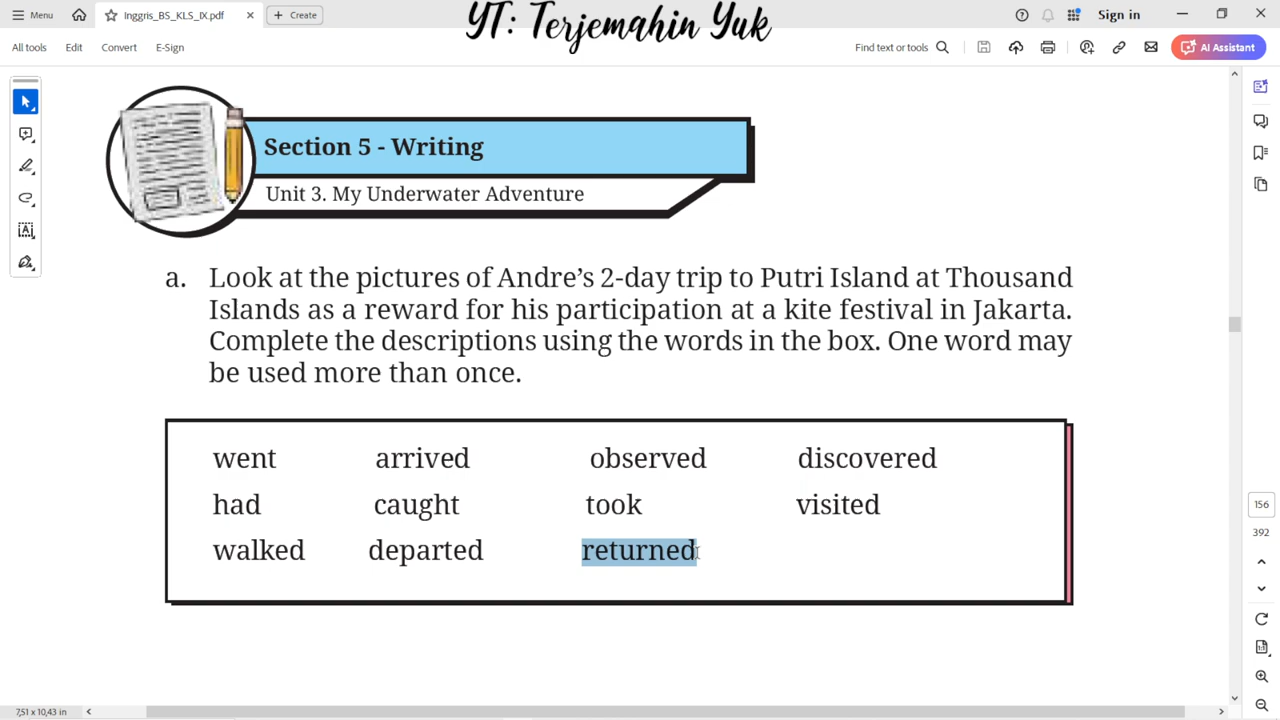 Menu
Inggris_BS_KLS_IX.pdf
Create
YT: Terjemahin Yuk
Sign in
All tools
Edit
Convert
E-Sign
Find text or tools
AI Assistant
Section 5 - Writing
Unit 3. My Underwater Adventure
a. Look at the pictures of Andre’s 2-day trip to Putri Island at Thousand
Islands as a reward for his participation at a kite festival in Jakarta.
Complete the descriptions using the words in the box. One word may
be used more than once.
went arrived observed discovered
had caught took visited
walked departed returned
156
392
7,51 x 10,43 in